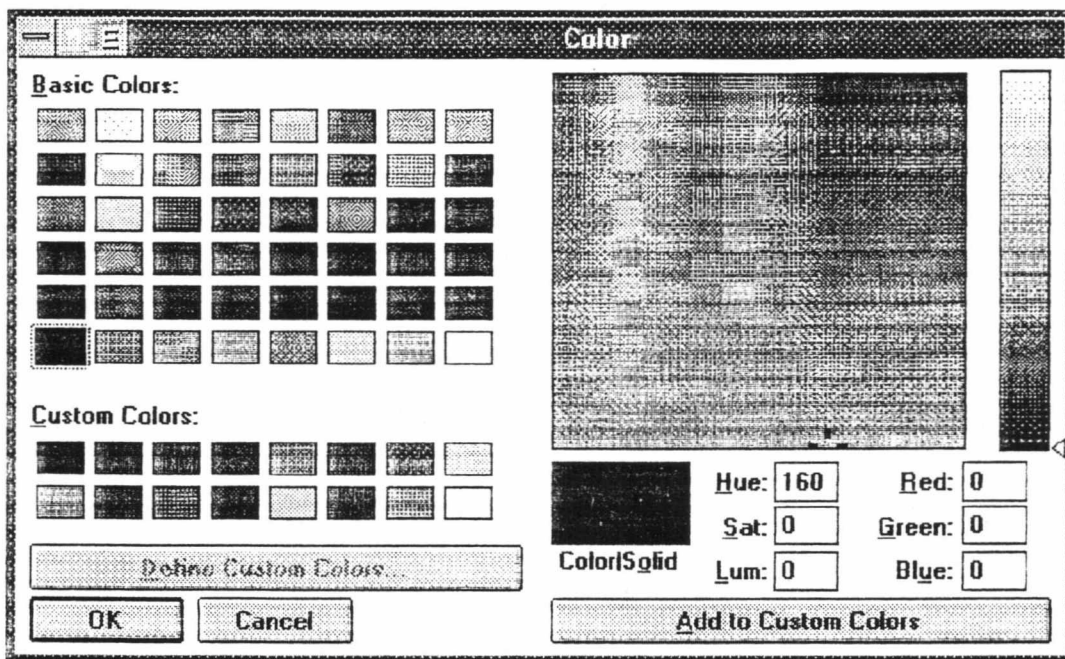 Color
Basic Colors:
Custom Colors:
Define Custom Colors...
OK Cancel
Color|Solid
Hue: 160 Red: 0
Sat: 0 Green: 0
Lum: 0 Blue: 0
Add to Custom Colors